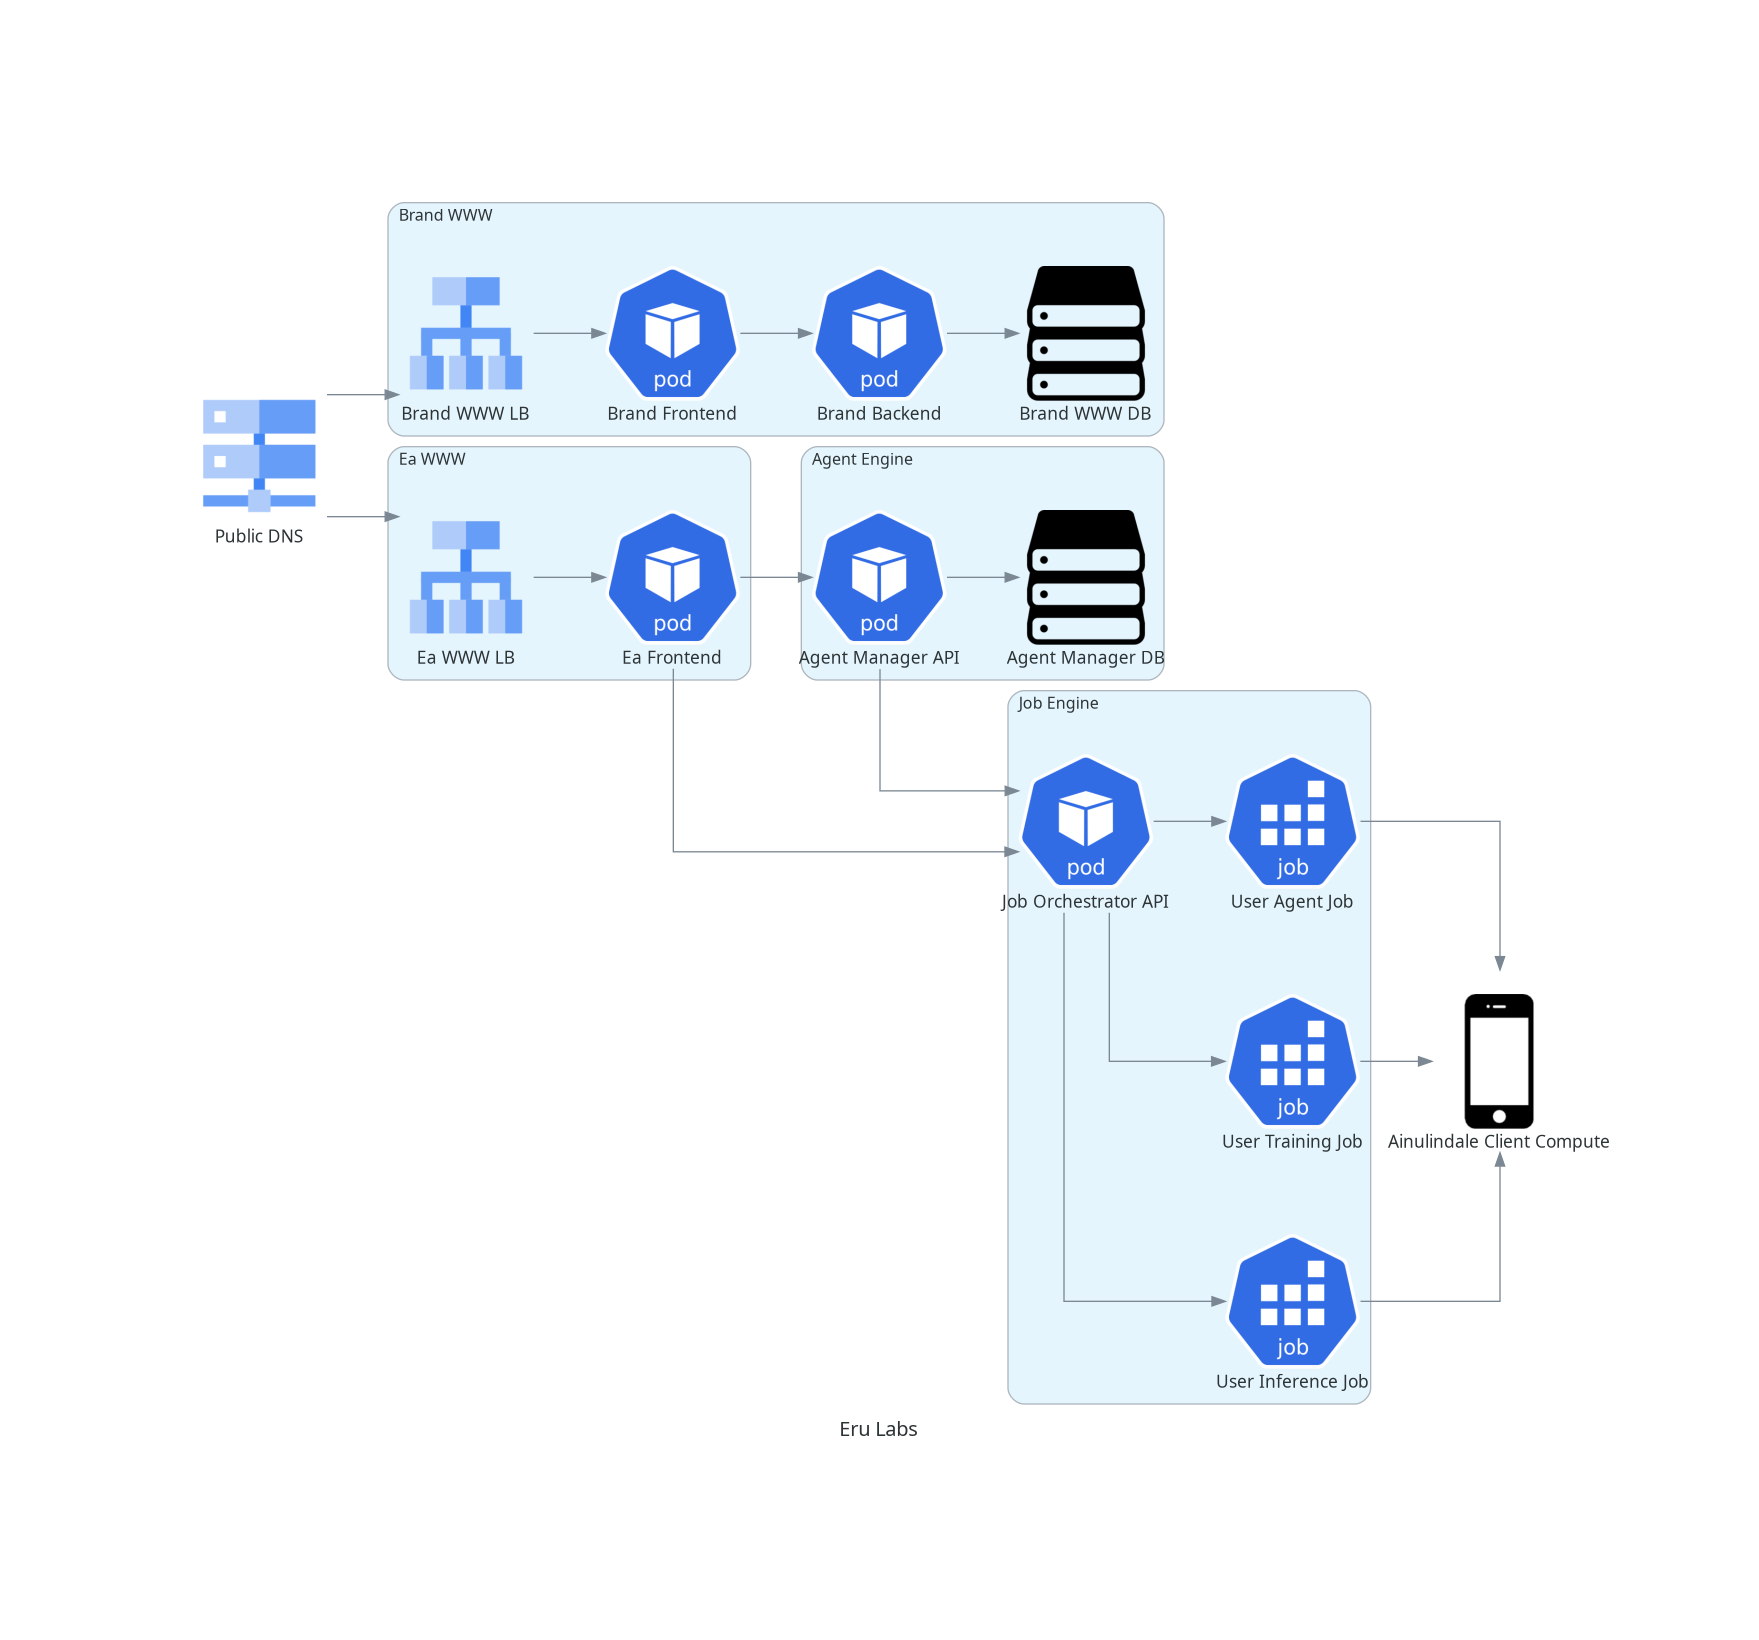 Brand WWW
pod
pod
Brand WWW LB
Brand Frontend
Brand Backend
Brand WWW DB
Public DNS
Ea WWW
Agent Engine
pod
pod
Ea WWW LB
Ea Frontend
Agent Manager API
Agent Manager DB
Job Engine
pod
job
Job Orchestrator API
User Agent Job
job
User Training Job
Ainulindale Client Compute
job
User Inference Job
Eru Labs